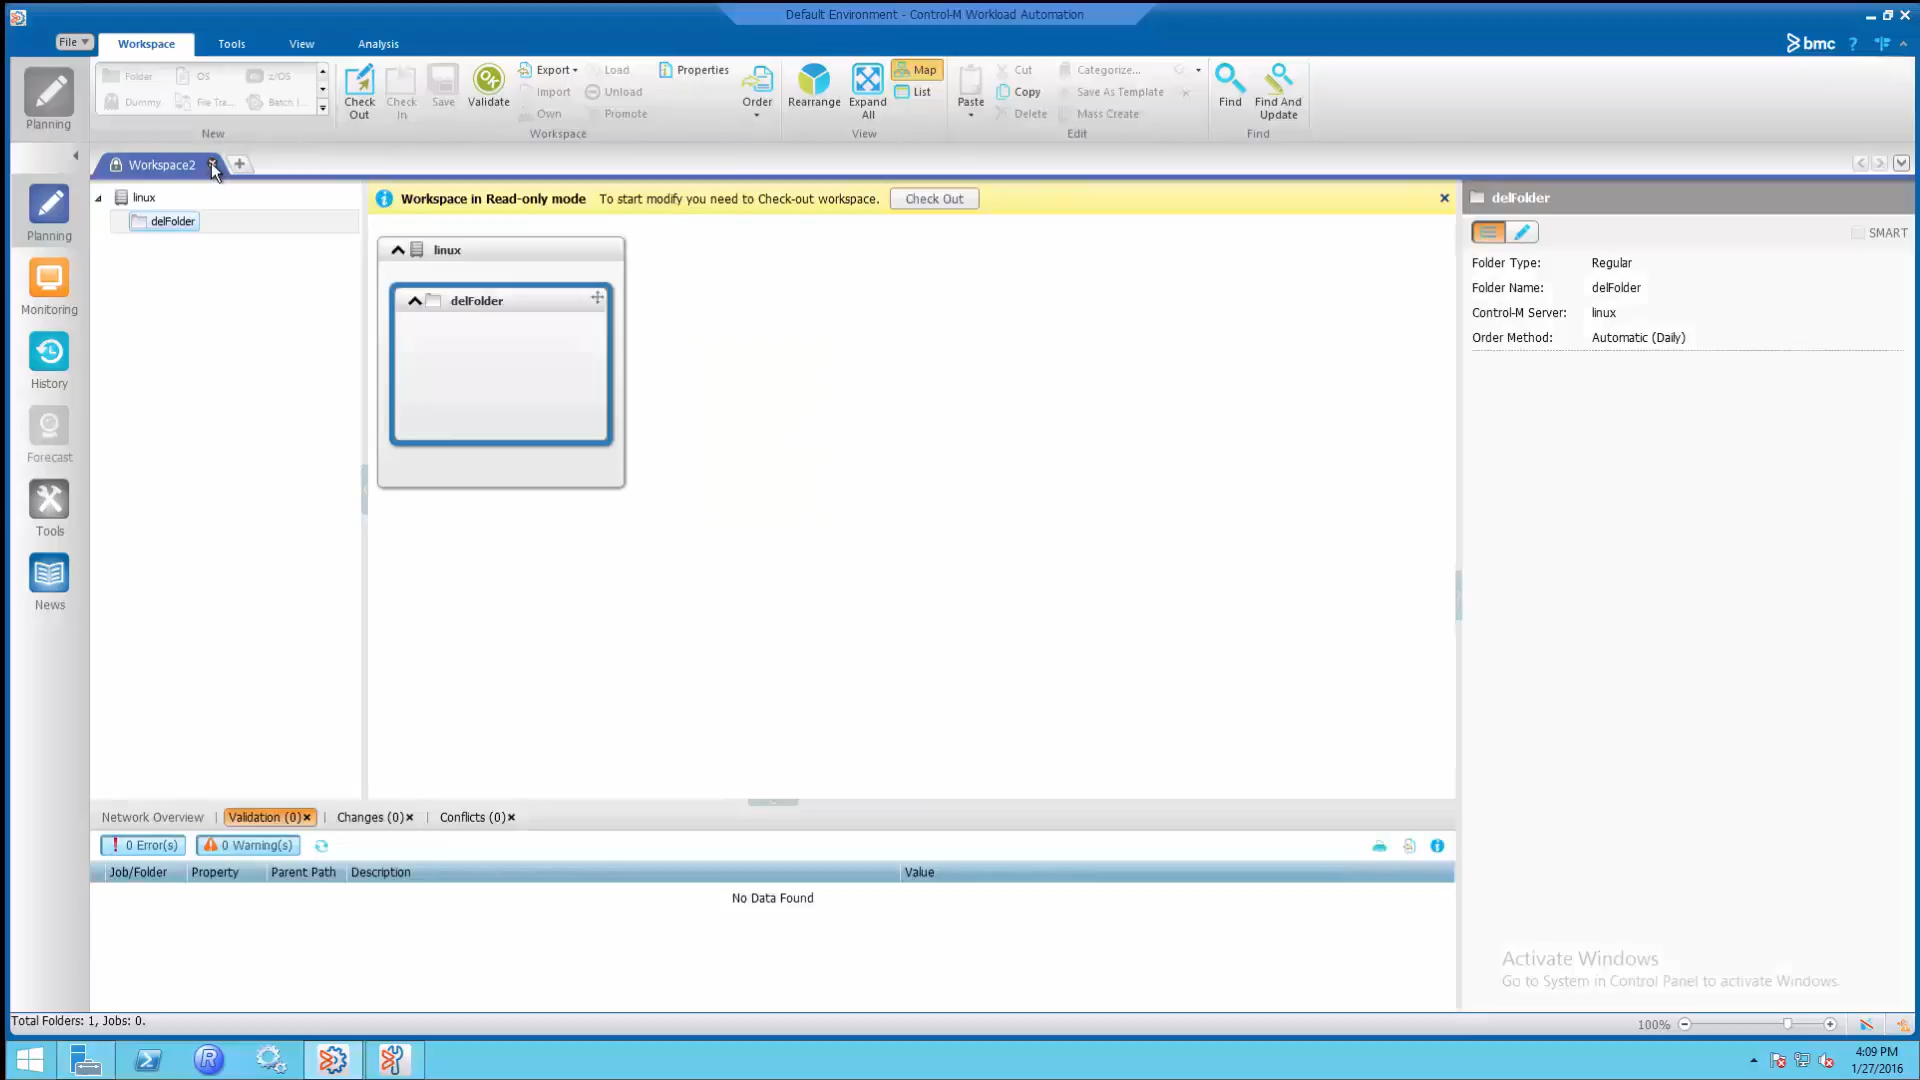 Default Environment - Control-M Workload Automation
File
Workspace
Tools
View
Analysis
bmc
?
Planning
Folder
OS
z/OS
Dummy
File Tra...
Batch I...
New
Check Out
Check In
Save
Validate
Export
Import
Own
Load
Unload
Promote
Properties
Order
Workspace
Rearrange
Expand All
Map
List
View
Paste
Cut
Copy
Delete
Categorize...
Save As Template
Mass Create
Edit
Find
Find And Update
Find
Workspace2
Planning
Monitoring
History
Forecast
Tools
News
linux
delFolder
Workspace in Read-only mode To start modify you need to Check-out workspace. Check Out
linux
delFolder
delFolder
SMART
Folder Type: Regular
Folder Name: delFolder
Control-M Server: linux
Order Method: Automatic (Daily)
Network Overview
Validation (0)
Changes (0)
Conflicts (0)
0 Error(s)
0 Warning(s)
Job/Folder Property Parent Path Description Value
No Data Found
Activate Windows
Go to System in Control Panel to activate Windows.
Total Folders: 1, Jobs: 0.
100%
4:09 PM
1/27/2016